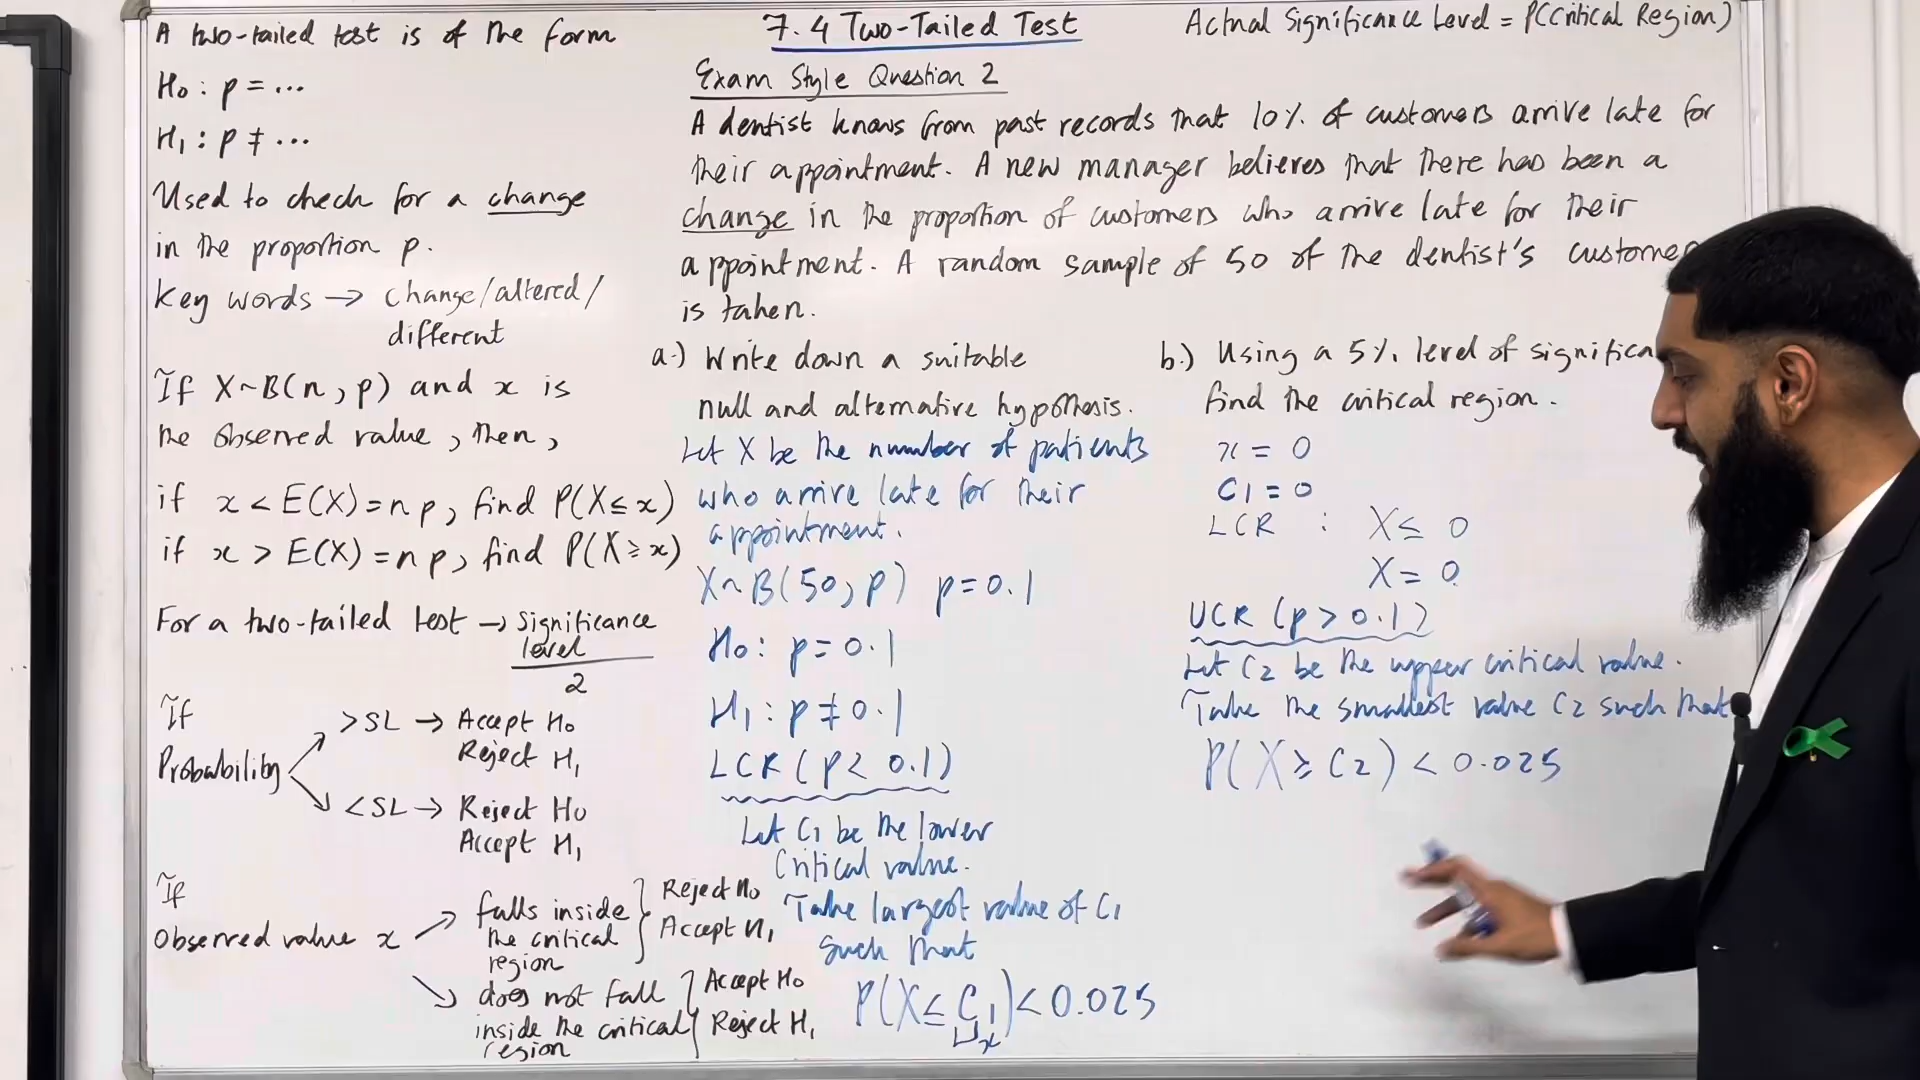 7.4 Two-Tailed Test
Actual Significance Level = P(Critical Region)
A two-tailed test is of the form
H₀ : p = ...
H₁ : p ≠ ...
Used to check for a change
in the proportion p.
Key words → change/altered/
different
If X~B(n, p) and x is
the observed value, then,
if x < E(X) = np, find P(X ≤ x)
if x > E(X) = np, find P(X ≥ x)
For a two-tailed test → significance
level
2
If
Probability
> SL → Accept H₀
Reject H₁
< SL → Reject H₀
Accept H₁
If
Observed value x
falls inside
the critical
region
Reject H₀
Accept H₁
does not fall
inside the critical
region
Accept H₀
Reject H₁
Exam Style Question 2
A dentist knows from past records that 10% of customers arrive late for
their appointment. A new manager believes that there has been a
change in the proportion of customers who arrive late for their
appointment. A random sample of 50 of the dentist's custome
is taken.
a.) Write down a suitable
null and alternative hypothesis.
Let X be the number of patients
who arrive late for their
appointment.
X~B(50, p) p = 0.1
H₀ : p = 0.1
H₁ : p ≠ 0.1
LCR (p < 0.1)
Let C₁ be the lower
Critical value.
Take largest value of C₁
such that
P(X ≤ C₁) < 0.025
x
b.) Using a 5% level of significa
find the critical region.
x = 0
C₁ = 0
LCR : X ≤ 0
X = 0
UCR (p > 0.1)
Let C₂ be the upper critical value.
Take the smallest value C₂ such that
P(X ≥ C₂) < 0.025